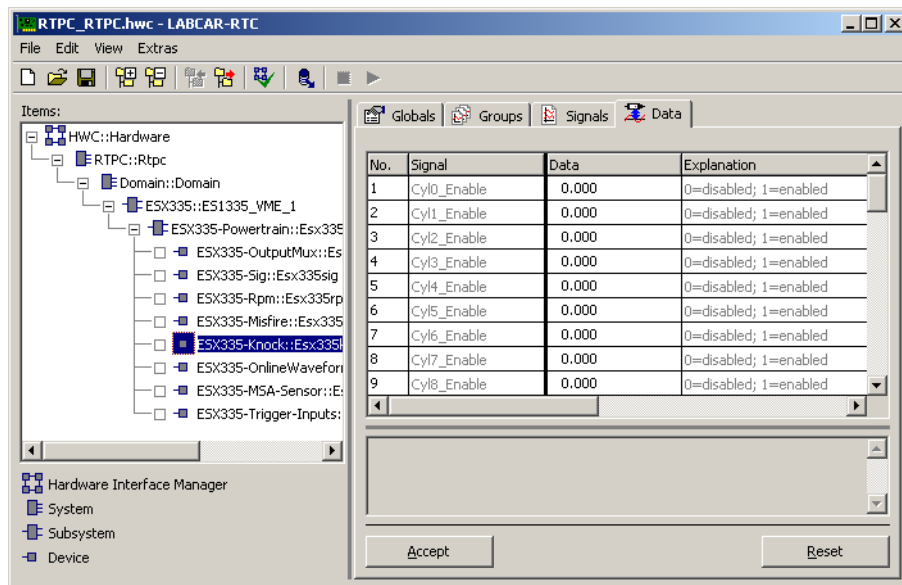 RTPC_RTPC.hwc - LABCAR-RTC
File Edit View Extras
Items:
HWC::Hardware
RTPC::Rtpc
Domain::Domain
ESX335::ES1335_VME_1
ESX335-Powertrain::Esx335
ESX335-OutputMux::Es
ESX335-Sig::Esx335sig
ESX335-Rpm::Esx335rp
ESX335-Misfire::Esx335
ESX335-Knock::Esx335k
ESX335-OnlineWavefor
ESX335-MSA-Sensor::Es
ESX335-Trigger-Inputs:
Hardware Interface Manager
System
Subsystem
Device
Globals Groups Signals Data
No. Signal Data Explanation
1 Cyl0_Enable 0.000 0=disabled; 1=enabled
2 Cyl1_Enable 0.000 0=disabled; 1=enabled
3 Cyl2_Enable 0.000 0=disabled; 1=enabled
4 Cyl3_Enable 0.000 0=disabled; 1=enabled
5 Cyl4_Enable 0.000 0=disabled; 1=enabled
6 Cyl5_Enable 0.000 0=disabled; 1=enabled
7 Cyl6_Enable 0.000 0=disabled; 1=enabled
8 Cyl7_Enable 0.000 0=disabled; 1=enabled
9 Cyl8_Enable 0.000 0=disabled; 1=enabled
Accept Reset